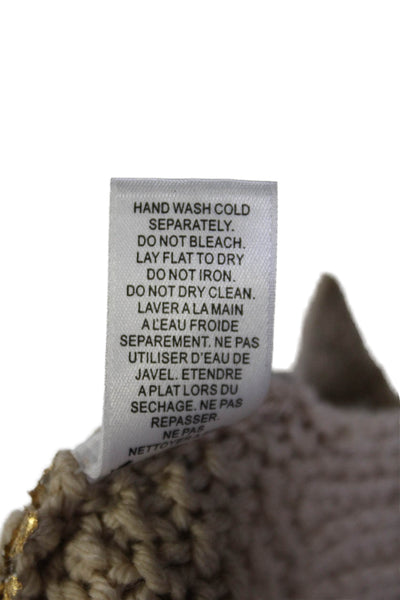 HAND WASH COLD
SEPARATELY.
DO NOT BLEACH.
LAY FLAT TO DRY
DO NOT IRON.
DO NOT DRY CLEAN.
LAVER A LA MAIN
A L'EAU FROIDE
SEPAREMENT. NE PAS
UTILISER D'EAU DE
JAVEL. ETENDRE
A PLAT LORS DU
SECHAGE. NE PAS
REPASSER.
NE PAS
NETTOYER A